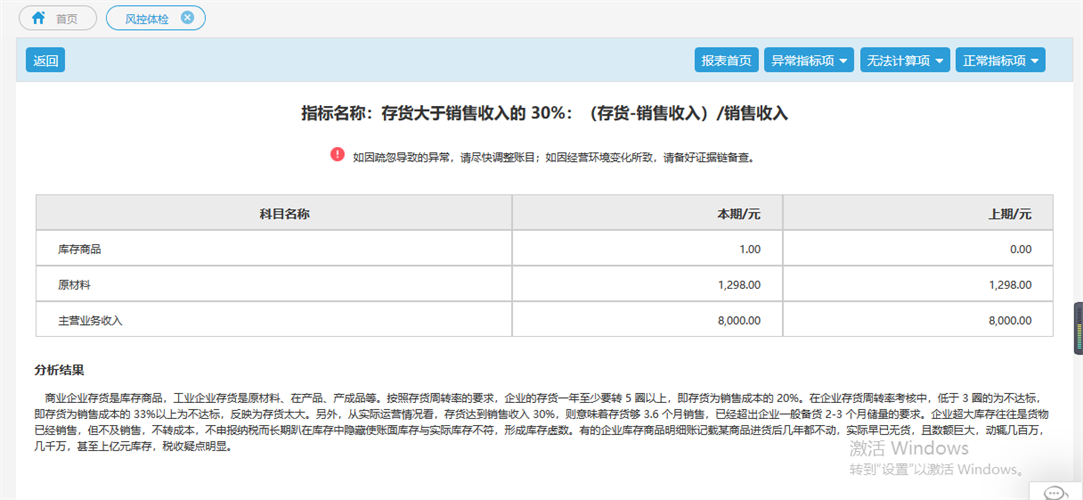 首页
风控体检
返回
报表首页 异常指标项 无法计算项 正常指标项
指标名称：存货大于销售收入的 30%：（存货-销售收入）/销售收入
如因疏忽导致的异常，请尽快调整账目；如因经营环境变化所致，请备好证据链备查。
科目名称 本期/元 上期/元
库存商品 1.00 0.00
原材料 1,298.00 1,298.00
主营业务收入 8,000.00 8,000.00
分析结果
商业企业存货是库存商品，工业企业存货是原材料、在产品、产成品等。按照存货周转率的要求，企业的存货一年至少要转 5 圈以上，即存货为销售成本的 20%。在企业存货周转率考核中，低于 3 圈的为不达标，
即存货为销售成本的 33%以上为不达标，反映为存货太大。另外，从实际运营情况看，存货达到销售收入 30%，则意味着存货够 3.6 个月销售，已经超出企业一般备货 2-3 个月储量的要求。企业超大库存往往是货物
已经销售，但不及销售，不转成本，不申报纳税而长期趴在库存中隐藏使账面库存与实际库存不符，形成库存虚数。有的企业库存商品明细账记载某商品进货后几年都不动，实际早已无货，且数额巨大，动辄几百万，
几千万，甚至上亿元库存，税收疑点明显。
激活 Windows
转到"设置"以激活 Windows。